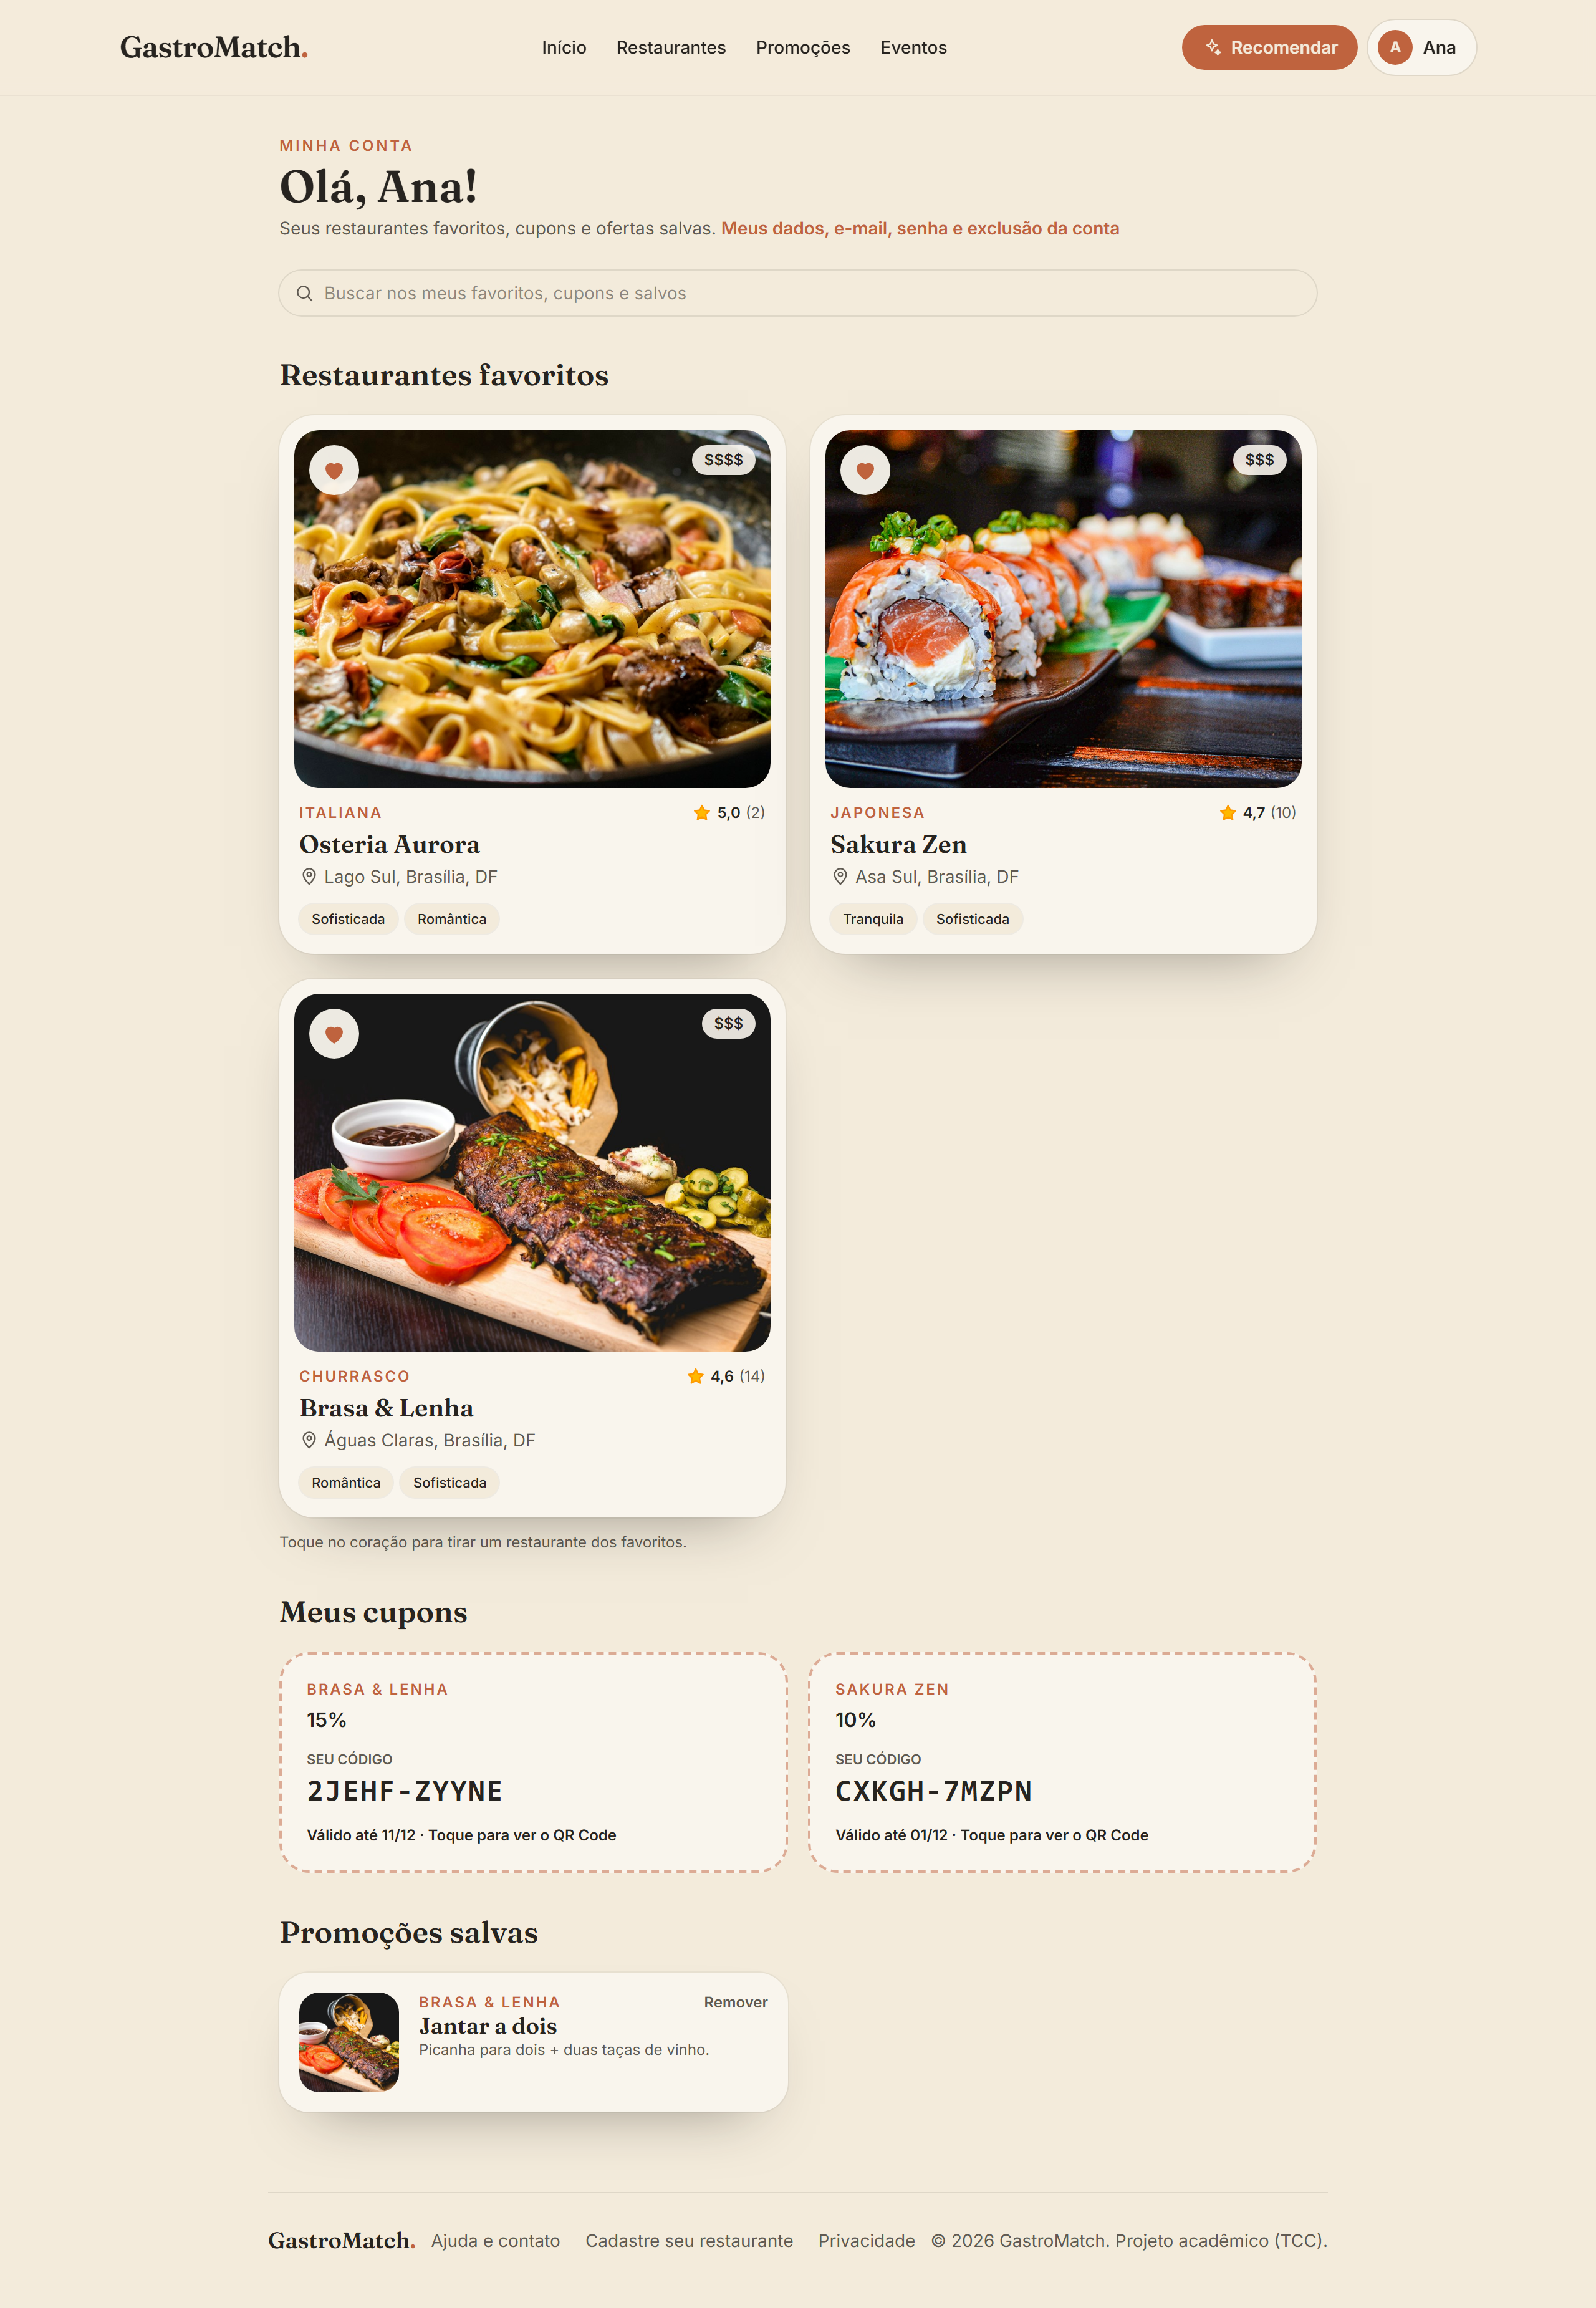 GastroMatch.
Início
Restaurantes
Promoções
Eventos
Recomendar
A
Ana
MINHA CONTA
Olá, Ana!
Seus restaurantes favoritos, cupons e ofertas salvas. Meus dados, e-mail, senha e exclusão da conta
Buscar nos meus favoritos, cupons e salvos
Restaurantes favoritos
$$$$
ITALIANA
5,0 (2)
Osteria Aurora
Lago Sul, Brasília, DF
Sofisticada
Romântica
$$$
JAPONESA
4,7 (10)
Sakura Zen
Asa Sul, Brasília, DF
Tranquila
Sofisticada
$$$
CHURRASCO
4,6 (14)
Brasa & Lenha
Águas Claras, Brasília, DF
Romântica
Sofisticada
Toque no coração para tirar um restaurante dos favoritos.
Meus cupons
BRASA & LENHA
15%
SEU CÓDIGO
2JEHF-ZYYNE
Válido até 11/12 · Toque para ver o QR Code
SAKURA ZEN
10%
SEU CÓDIGO
CXKGH-7MZPN
Válido até 01/12 · Toque para ver o QR Code
Promoções salvas
BRASA & LENHA
Remover
Jantar a dois
Picanha para dois + duas taças de vinho.
GastroMatch.
Ajuda e contato
Cadastre seu restaurante
Privacidade
© 2026 GastroMatch. Projeto acadêmico (TCC).